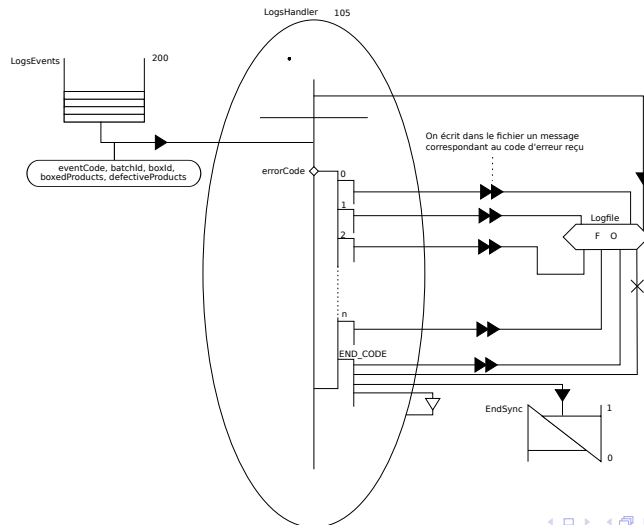 LogsHandler 105
LogsEvents 200
On écrit dans le fichier un message
correspondant au code d'erreur reçu
eventCode, batchId, boxId,
boxedProducts, defectiveProducts
errorCode
0
1
2
Logfile
F O
n
END_CODE
EndSync
1
0